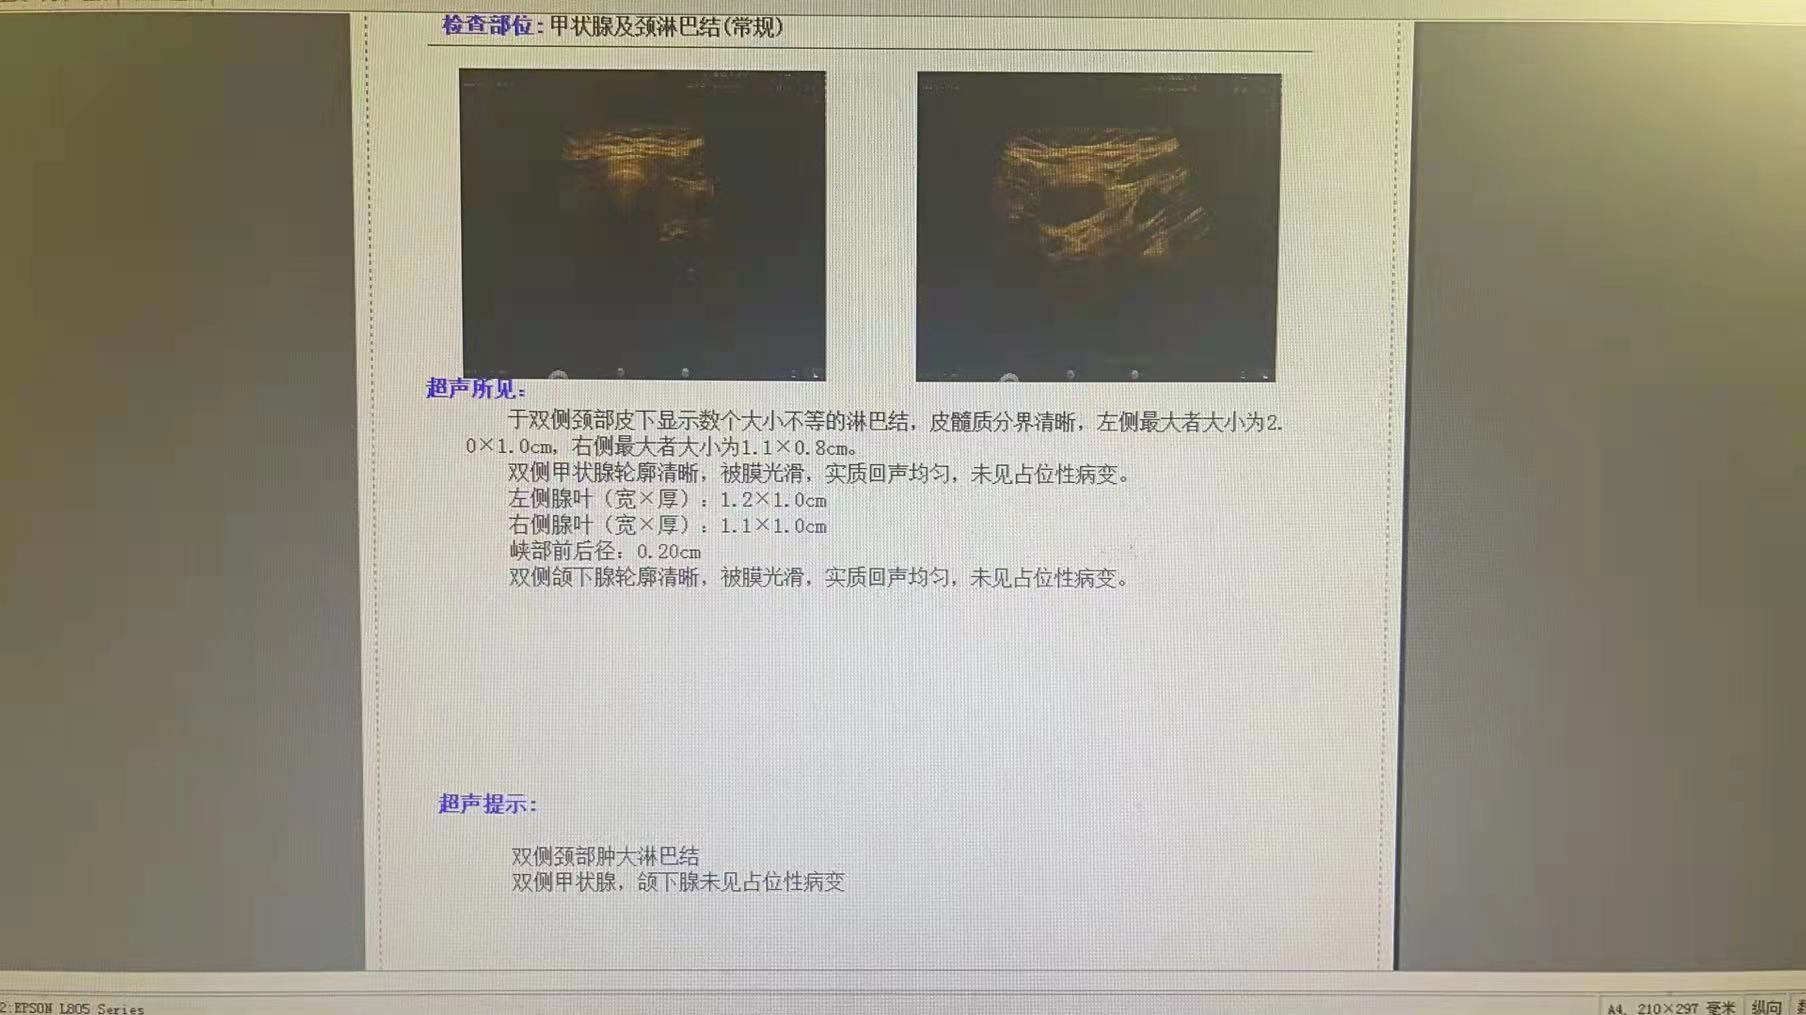 检查部位:甲状腺及颈淋巴结(常规)
超声所见:
于双侧颈部皮下显示数个大小不等的淋巴结，皮髓质分界清晰，左侧最大者大小为2.
0×1.0cm，右侧最大者大小为1.1×0.8cm。
双侧甲状腺轮廓清晰，被膜光滑，实质回声均匀，未见占位性病变。
左侧腺叶（宽×厚）：1.2×1.0cm
右侧腺叶（宽×厚）：1.1×1.0cm
峡部前后径：0.20cm
双侧颌下腺轮廓清晰，被膜光滑，实质回声均匀，未见占位性病变。
超声提示:
双侧颈部肿大淋巴结
双侧甲状腺，颌下腺未见占位性病变
2:EPSON L805 Series
A4, 210×297 毫米 纵向